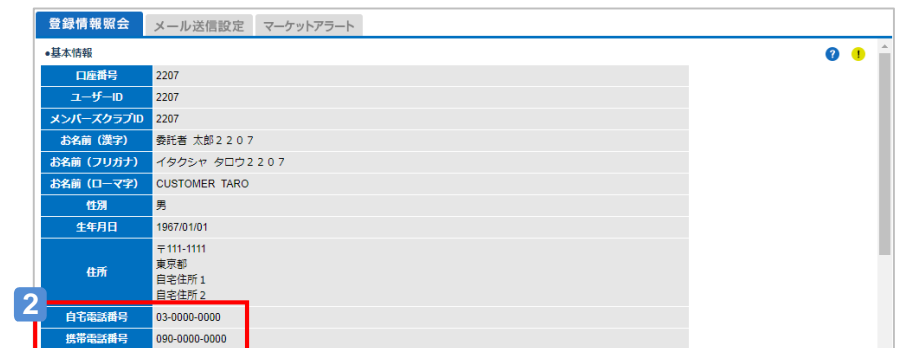 登録情報照会 メール送信設定 マーケットアラート
•基本情報 ? !
口座番号 2207
ユーザーID 2207
メンバーズクラブID 2207
お名前（漢字） 委託者 太郎２２０７
お名前（フリガナ） イタクシャ タロウ２２０７
お名前（ローマ字） CUSTOMER TARO
性別 男
生年月日 1967/01/01
住所 〒111-1111
東京都
自宅住所１
自宅住所２
2
自宅電話番号 03-0000-0000
携帯電話番号 090-0000-0000